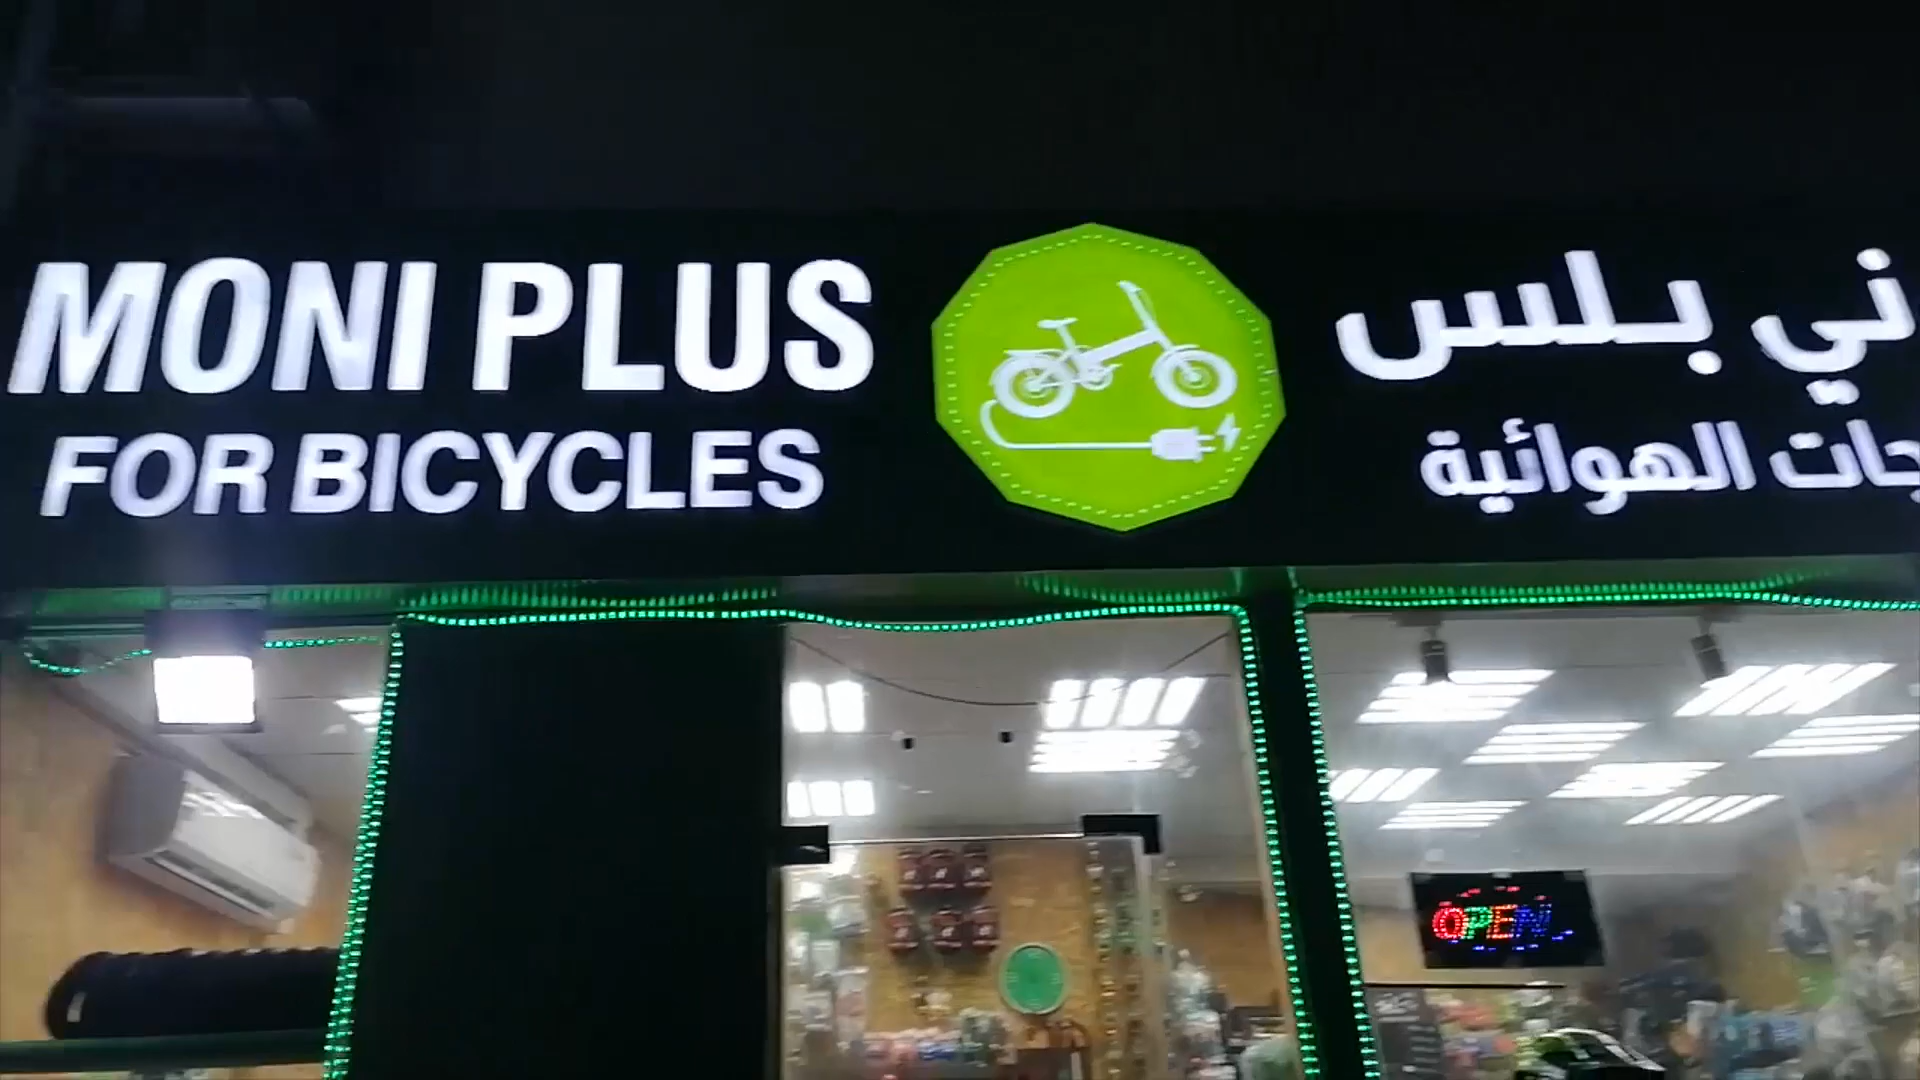 MONI PLUS
FOR BICYCLES
ني بلس
جات الهوائية
OPEN